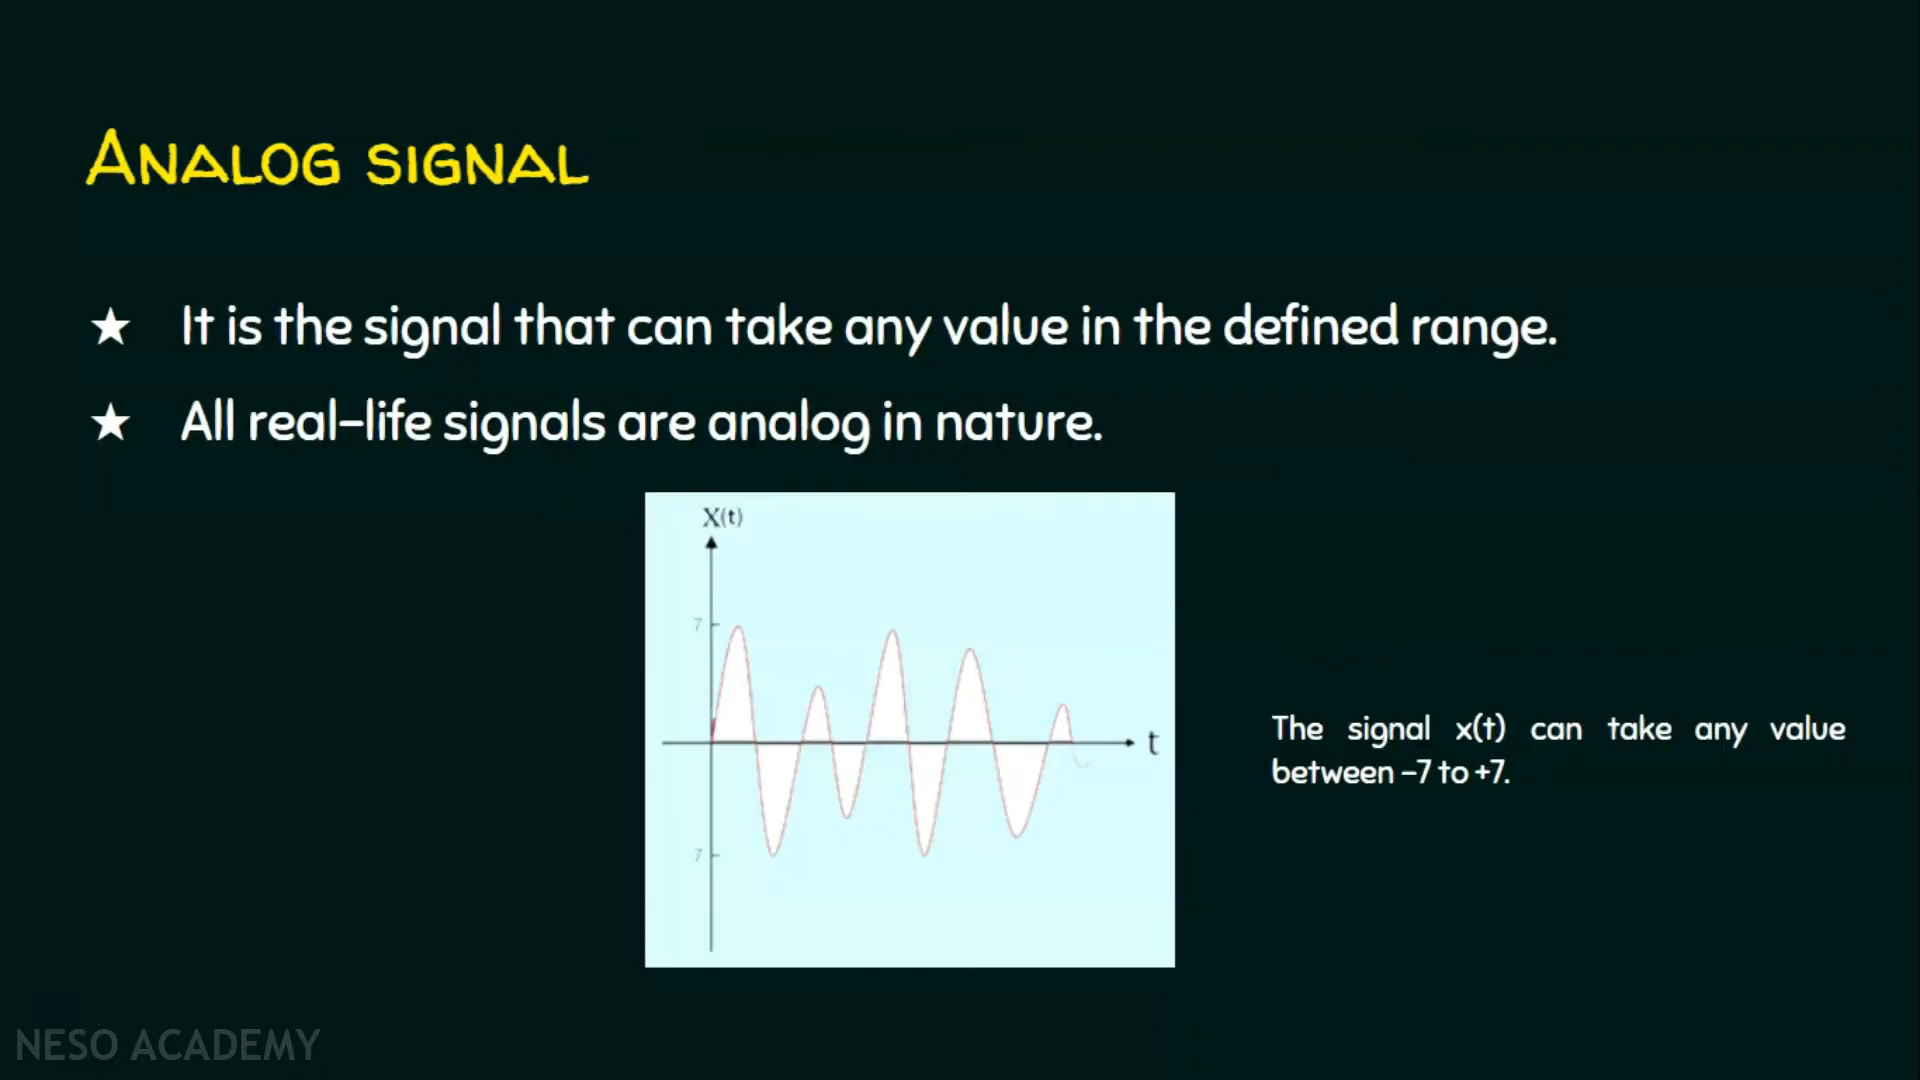 ANALOG SIGNAL
★ It is the signal that can take any value in the defined range.
★ All real-life signals are analog in nature.
X(t)
7
t
7
The signal x(t) can take any value
between -7 to +7.
NESO ACADEMY